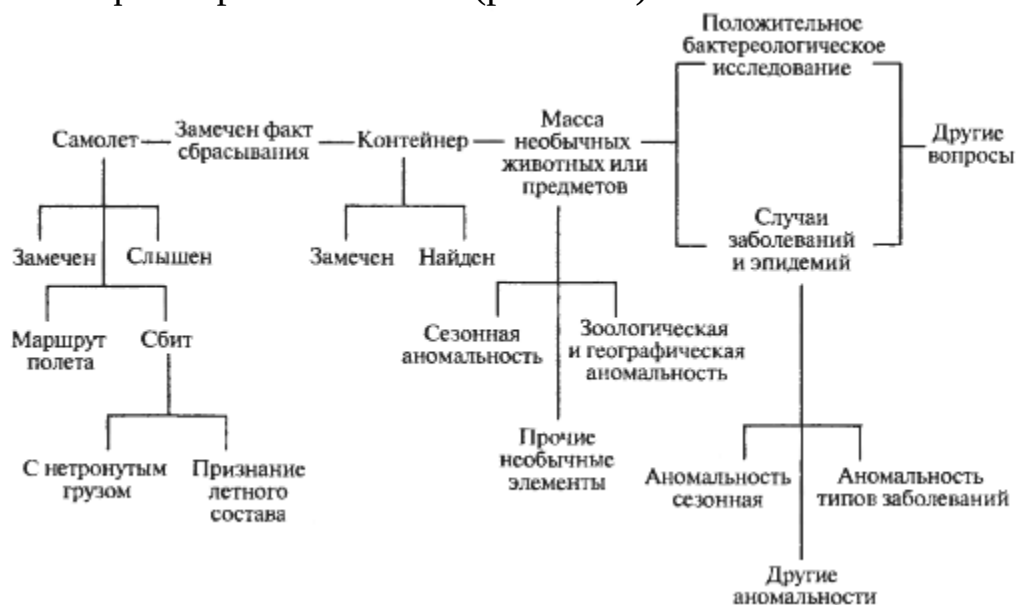 Положительное
бактереологическое
исследование
Самолет
Замечен факт
сбрасывания
Контейнер
Масса
необычных
животных или
предметов
Другие
вопросы
Случаи
заболеваний
и эпидемий
Замечен
Слышен
Замечен
Найден
Маршрут
полета
Сбит
Сезонная
аномальность
Зоологическая
и географическая
аномальность
С нетронутым
грузом
Признание
летного
состава
Прочие
необычные
элементы
Аномальность
сезонная
Аномальность
типов заболеваний
Другие
аномальности